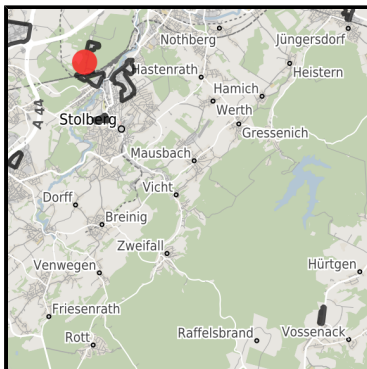 Nothberg
Jüngersdorf
Hastenrath
Heistern
Hamich
A 44
Werth
Stolberg
Gressenich
Mausbach
Vicht
Dorff
Breinig
Zweifall
Venwegen
Hürtgen
Friesenrath
Raffelsbrand
Vossenack
Rott